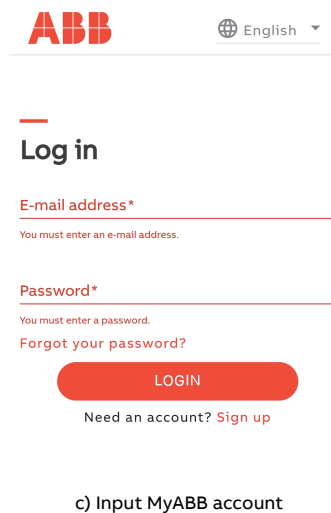 ABB
English
Log in
E-mail address*
You must enter an e-mail address.
Password*
You must enter a password.
Forgot your password?
LOGIN
Need an account? Sign up
c) Input MyABB account